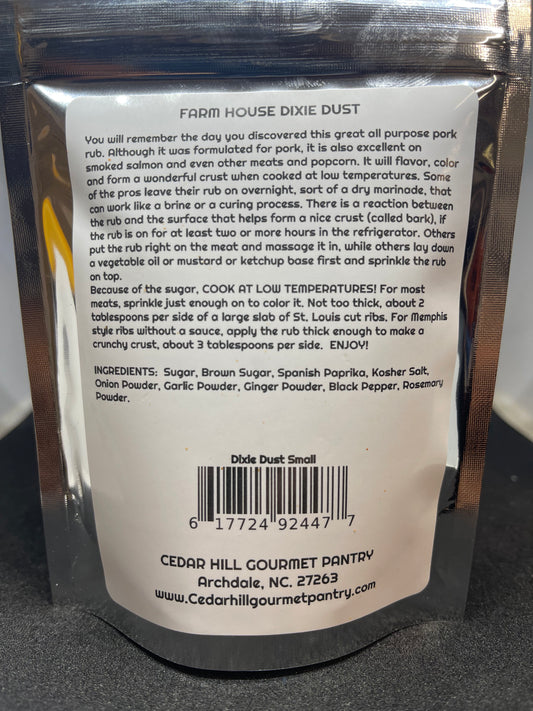 FARM HOUSE DIXIE DUST
You will remember the day you discovered this great all purpose pork
rub. Although it was formulated for pork, it is also excellent on
smoked salmon and even other meats and popcorn. It will flavor, color
and form a wonderful crust when cooked at low temperatures. Some
of the pros leave their rub on overnight, sort of a dry marinade, that
can work like a brine or a curing process. There is a reaction between
the rub and the surface that helps form a nice crust (called bark), if
the rub is on for at least two or more hours in the refrigerator. Others
put the rub right on the meat and massage it in, while others lay down
a vegetable oil or mustard or ketchup base first and sprinkle the rub
on top.
Because of the sugar, COOK AT LOW TEMPERATURES! For most
meats, sprinkle just enough on to color it. Not too thick, about 2
tablespoons per side of a large slab of St. Louis cut ribs. For Memphis
style ribs without a sauce, apply the rub thick enough to make a
crunchy crust, about 3 tablespoons per side. ENJOY!
INGREDIENTS: Sugar, Brown Sugar, Spanish Paprika, Kosher Salt,
Onion Powder, Garlic Powder, Ginger Powder, Black Pepper, Rosemary
Powder.
Dixie Dust Small
6 17724 92447 7
CEDAR HILL GOURMET PANTRY
Archdale, NC. 27263
www.Cedarhillgourmetpantry.com